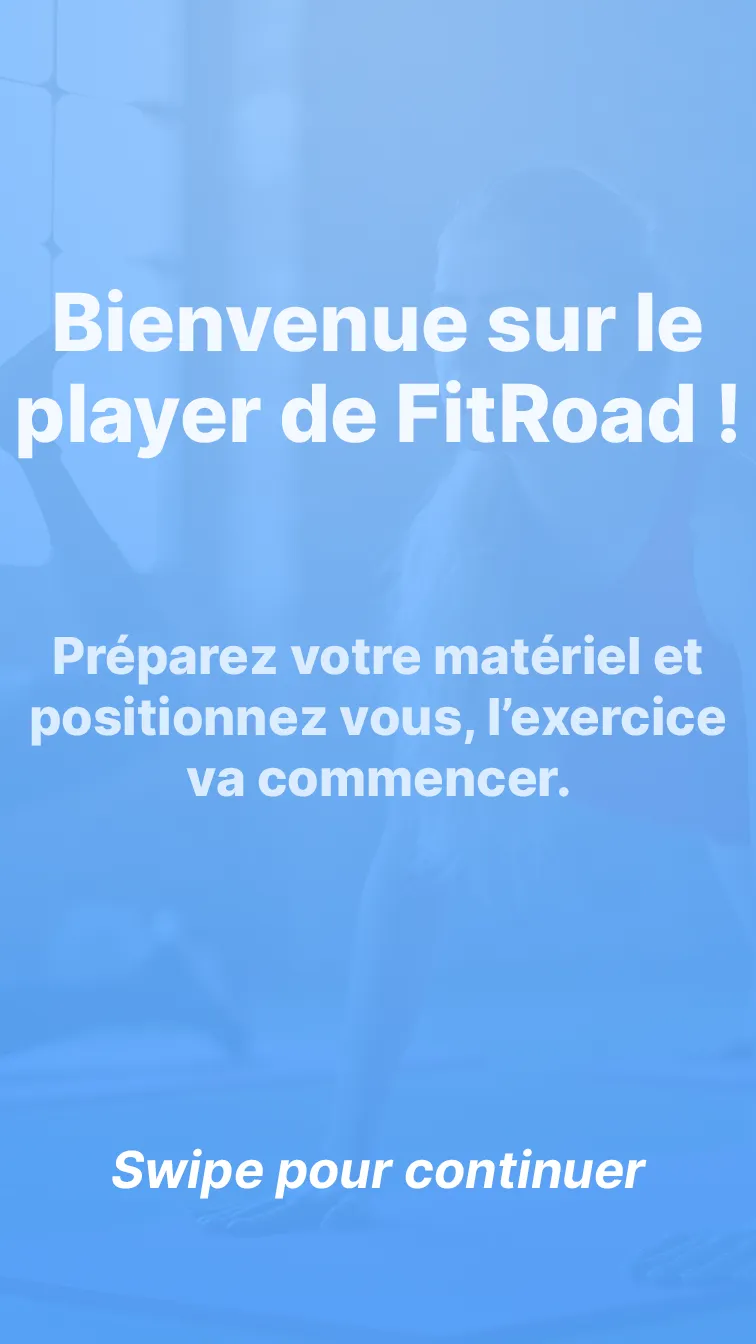 Bienvenue sur le
player de FitRoad !
Préparez votre matériel et
positionnez vous, l’exercice
va commencer.
Swipe pour continuer